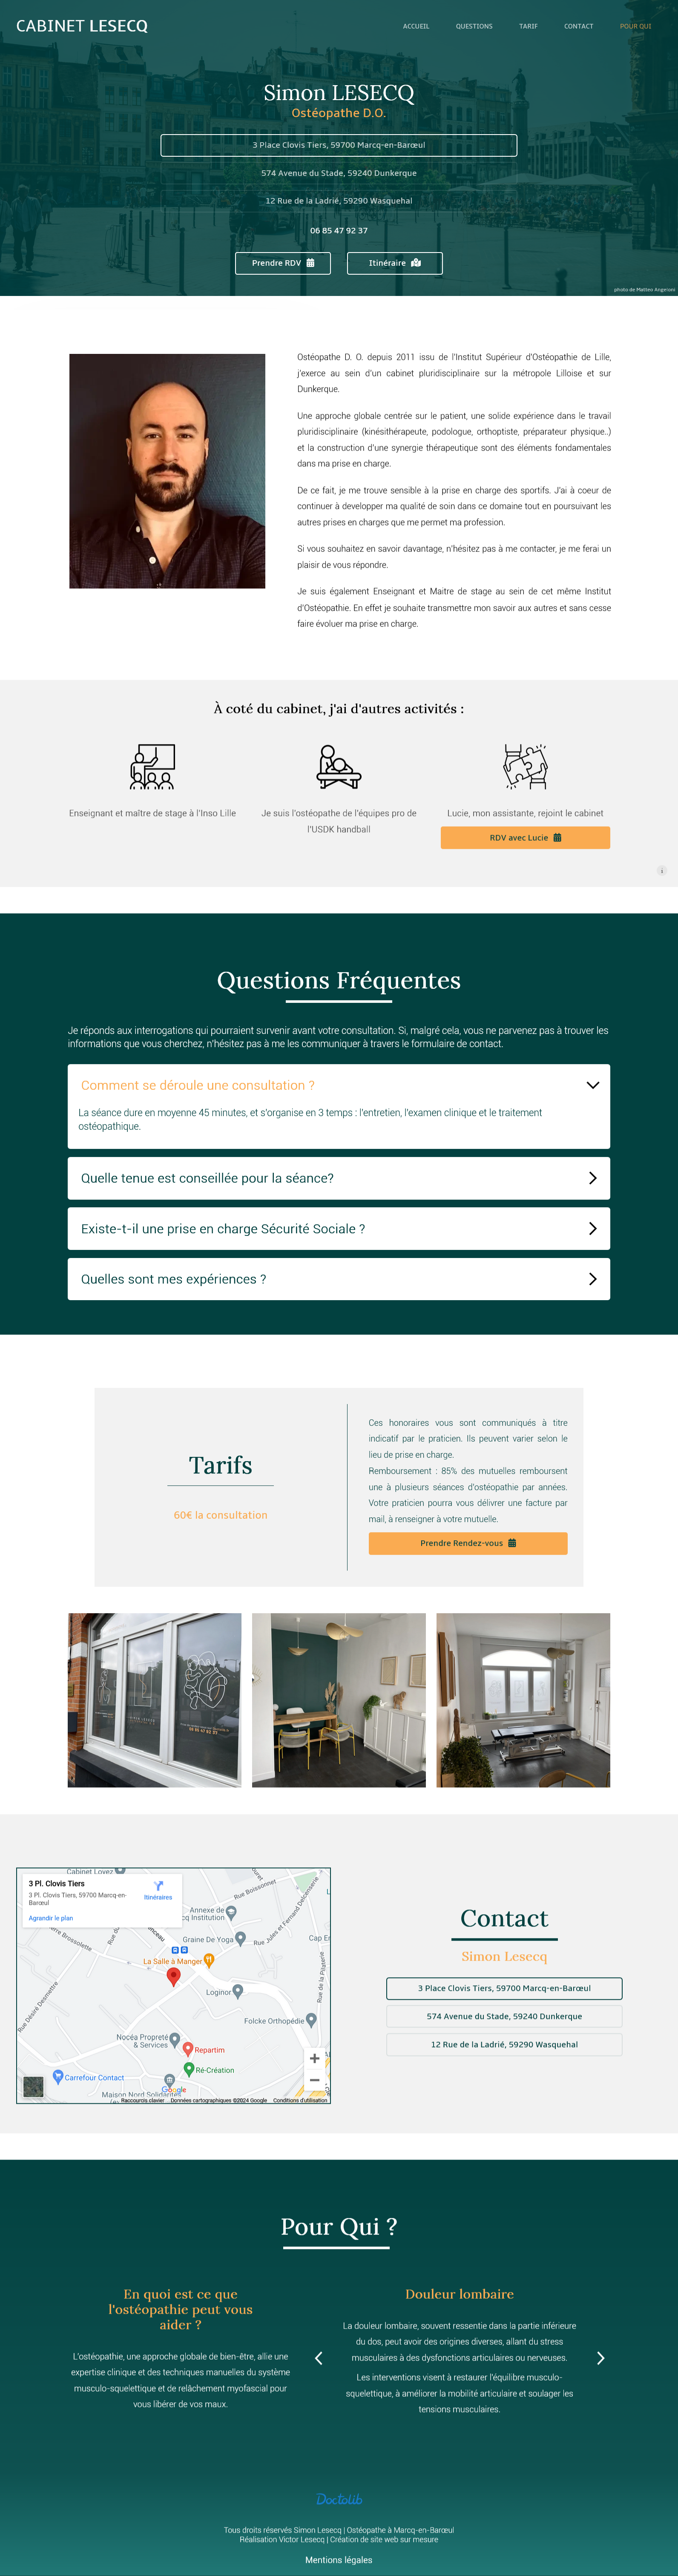 CABINET LESECQ
ACCUEIL
QUESTIONS
TARIF
CONTACT
POUR QUI
Simon LESECQ
Ostéopathe D.O.
3 Place Clovis Tiers, 59700 Marcq-en-Barœul
574 Avenue du Stade, 59240 Dunkerque
12 Rue de la Ladrié, 59290 Wasquehal
06 85 47 92 37
Prendre RDV
Itinéraire
photo de Matteo Angeloni
Ostéopathe D. O. depuis 2011 issu de l'Institut Supérieur d'Ostéopathie de Lille,
j'exerce au sein d'un cabinet pluridisciplinaire sur la métropole Lilloise et sur
Dunkerque.
Une approche globale centrée sur le patient, une solide expérience dans le travail
pluridisciplinaire (kinésithérapeute, podologue, orthoptiste, préparateur physique..)
et la construction d'une synergie thérapeutique sont des éléments fondamentales
dans ma prise en charge.
De ce fait, je me trouve sensible à la prise en charge des sportifs. J'ai à coeur de
continuer à developper ma qualité de soin dans ce domaine tout en poursuivant les
autres prises en charges que me permet ma profession.
Si vous souhaitez en savoir davantage, n'hésitez pas à me contacter, je me ferai un
plaisir de vous répondre.
Je suis également Enseignant et Maitre de stage au sein de cet même Institut
d'Ostéopathie. En effet je souhaite transmettre mon savoir aux autres et sans cesse
faire évoluer ma prise en charge.
À coté du cabinet, j'ai d'autres activités :
Enseignant et maître de stage à l'Inso Lille
Je suis l'ostéopathe de l'équipes pro de
l'USDK handball
Lucie, mon assistante, rejoint le cabinet
RDV avec Lucie
i
Questions Fréquentes
Je réponds aux interrogations qui pourraient survenir avant votre consultation. Si, malgré cela, vous ne parvenez pas à trouver les
informations que vous cherchez, n'hésitez pas à me les communiquer à travers le formulaire de contact.
Comment se déroule une consultation ?
La séance dure en moyenne 45 minutes, et s'organise en 3 temps : l'entretien, l'examen clinique et le traitement
ostéopathique.
Quelle tenue est conseillée pour la séance?
Existe-t-il une prise en charge Sécurité Sociale ?
Quelles sont mes expériences ?
Tarifs
60€ la consultation
Ces honoraires vous sont communiqués à titre
indicatif par le praticien. Ils peuvent varier selon le
lieu de prise en charge.
Remboursement : 85% des mutuelles remboursent
une à plusieurs séances d'ostéopathie par années.
Votre praticien pourra vous délivrer une facture par
mail, à renseigner à votre mutuelle.
Prendre Rendez-vous
Cabinet Lovez
3 Pl. Clovis Tiers
3 Pl. Clovis Tiers, 59700 Marcq-en-
Barœul
Itinéraires
Agrandir le plan
Rue Boissonnet
Annexe de
Institution
Rue Jules et Fernand Delcenserie
Graine De Yoga
La Salle à Manger
Rue Désiré Desmettre
Loginor
Rue de la Pilaterie
Folcke Orthopédie
Nocéa Propreté
& Services
Repartim
Ré-Création
Carrefour Contact
Maison Nord Solidarités
Google
Raccourcis clavier
Données cartographiques ©2024 Google
Conditions d'utilisation
Contact
Simon Lesecq
3 Place Clovis Tiers, 59700 Marcq-en-Barœul
574 Avenue du Stade, 59240 Dunkerque
12 Rue de la Ladrié, 59290 Wasquehal
Pour Qui ?
En quoi est ce que
l'ostéopathie peut vous
aider ?
L'ostéopathie, une approche globale de bien-être, allie une
expertise clinique et des techniques manuelles du système
musculo-squelettique et de relâchement myofascial pour
vous libérer de vos maux.
Douleur lombaire
La douleur lombaire, souvent ressentie dans la partie inférieure
du dos, peut avoir des origines diverses, allant du stress
musculaires à des dysfonctions articulaires ou nerveuses.
Les interventions visent à restaurer l'équilibre musculo-
squelettique, à améliorer la mobilité articulaire et soulager les
tensions musculaires.
Doctolib
Tous droits réservés Simon Lesecq | Ostéopathe à Marcq-en-Barœul
Réalisation Victor Lesecq | Création de site web sur mesure
Mentions légales